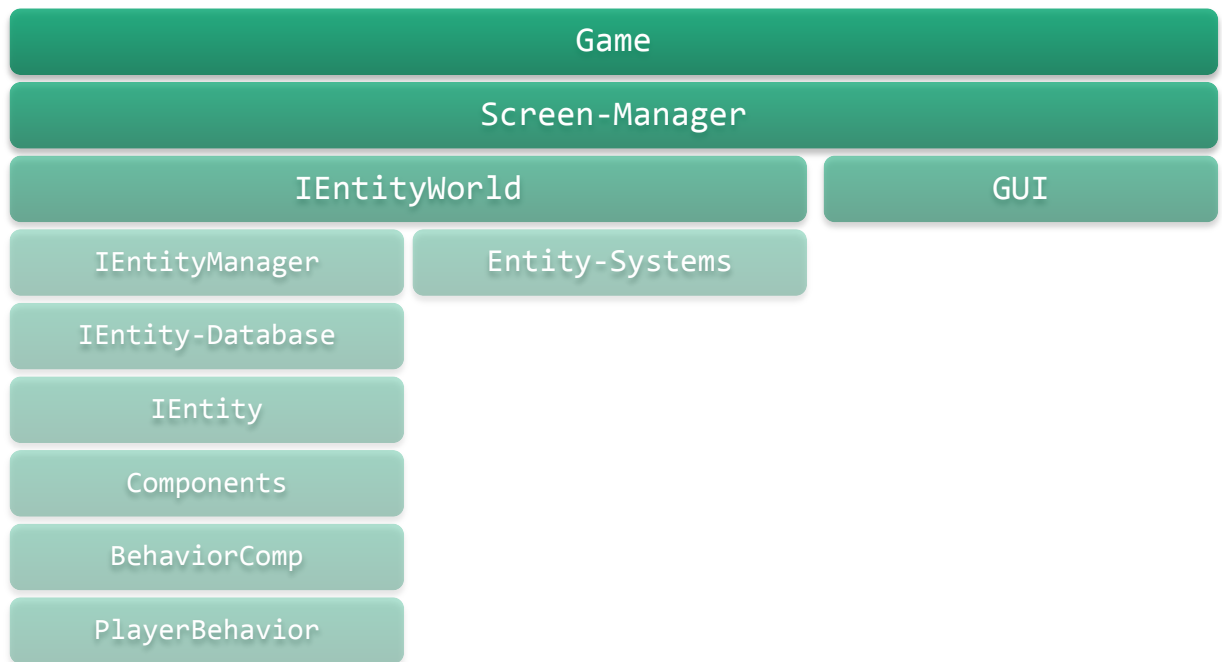 Game
Screen-Manager
IEntityWorld
GUI
IEntityManager
Entity-Systems
IEntity-Database
IEntity
Components
BehaviorComp
PlayerBehavior